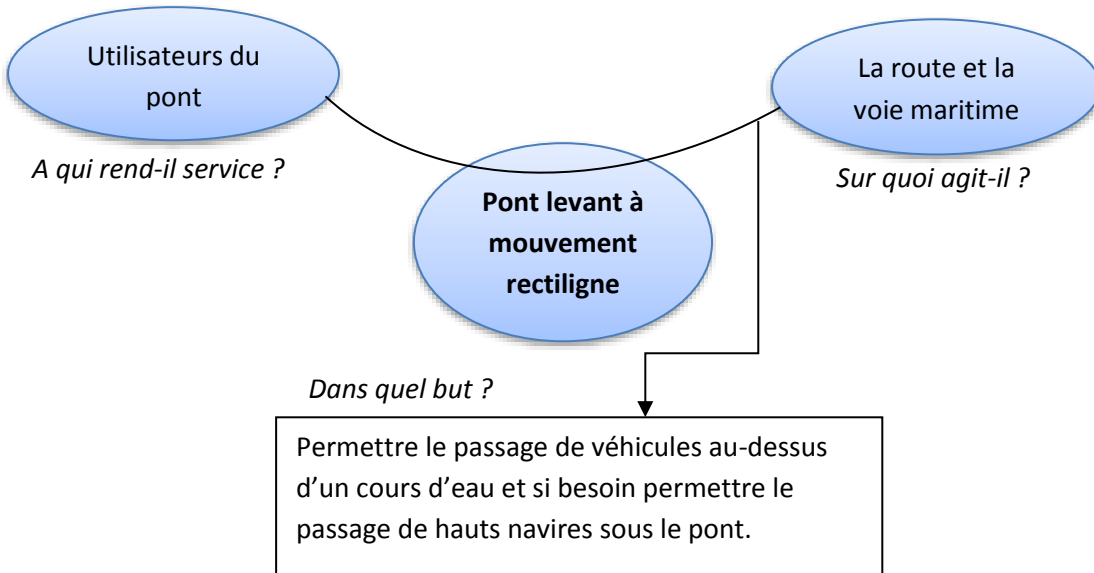 Utilisateurs du
pont
La route et la
voie maritime
A qui rend-il service ?
Sur quoi agit-il ?
Pont levant à
mouvement
rectiligne
Dans quel but ?
Permettre le passage de véhicules au-dessus
d’un cours d’eau et si besoin permettre le
passage de hauts navires sous le pont.